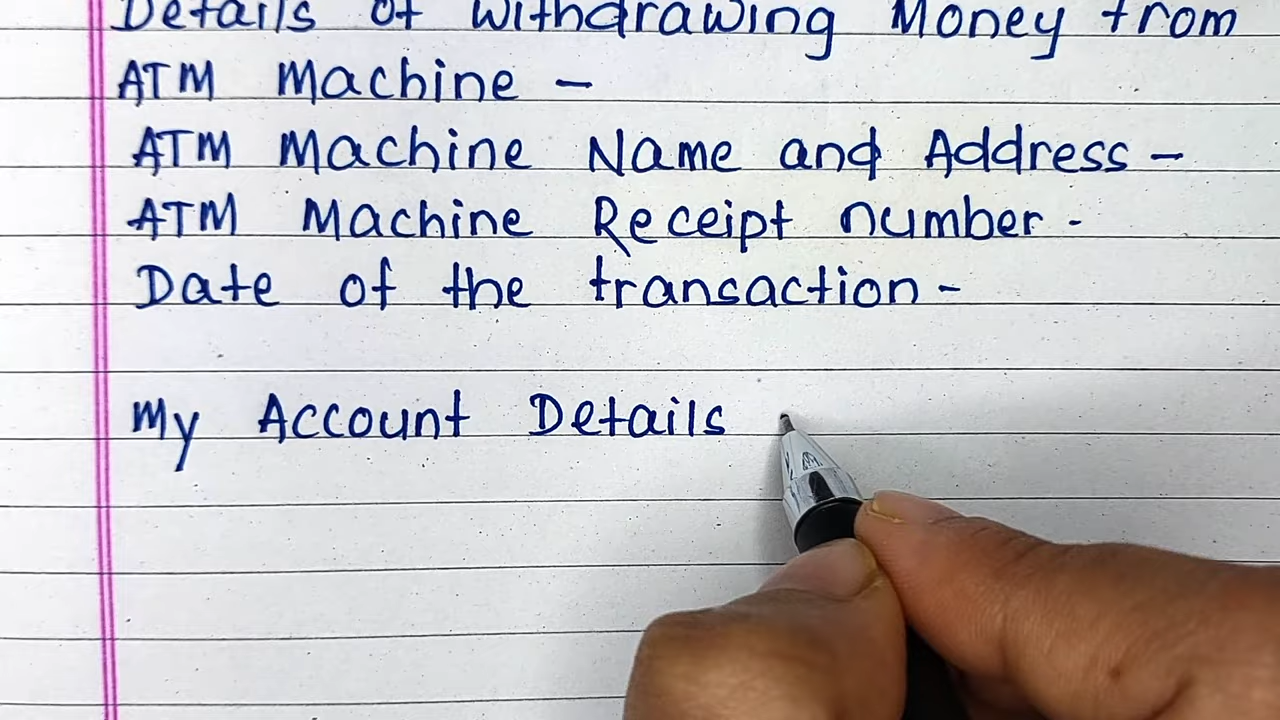 Details of Withdrawing Money from
ATM Machine -
ATM Machine Name and Address -
ATM Machine Receipt number -
Date of the transaction -
My Account Details